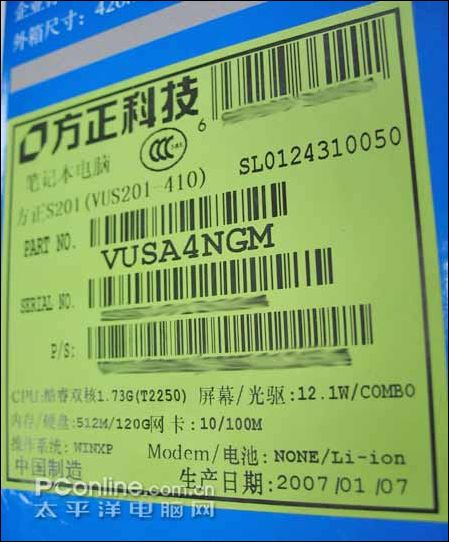 外箱尺寸: 420
方正科技
6
笔记本电脑
SL0124310050
方正S201(VUS201-410)
PART NO.
VUSA4NGM
SERIAL NO.
P/S:
CPU:酷睿双核1.73G(T2250) 屏幕/光驱:12.1W/COMBO
内存/硬盘:512M/120G网卡:10/100M
操作系统:WINXP Modem/电池:NONE/Li-ion
中国制造 生产日期:2007/01/07
PConline.com.cn
太平洋电脑网